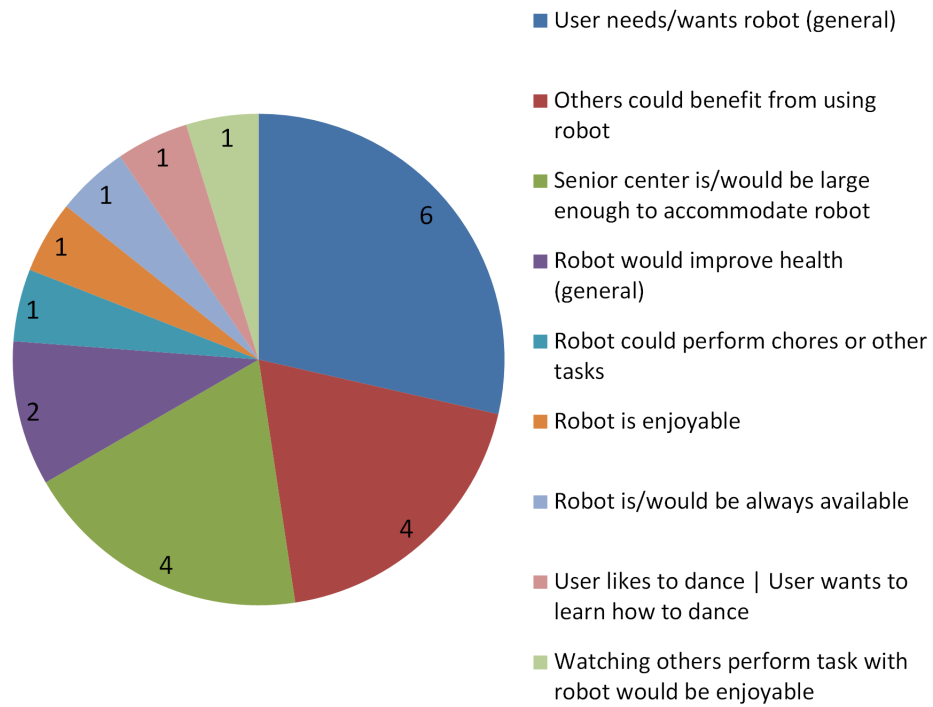 User needs/wants robot (general)
Others could benefit from using
robot
Senior center is/would be large
enough to accommodate robot
Robot would improve health
(general)
Robot could perform chores or other
tasks
Robot is enjoyable
Robot is/would be always available
User likes to dance | User wants to
learn how to dance
Watching others perform task with
robot would be enjoyable
6
4
4
2
1
1
1
1
1